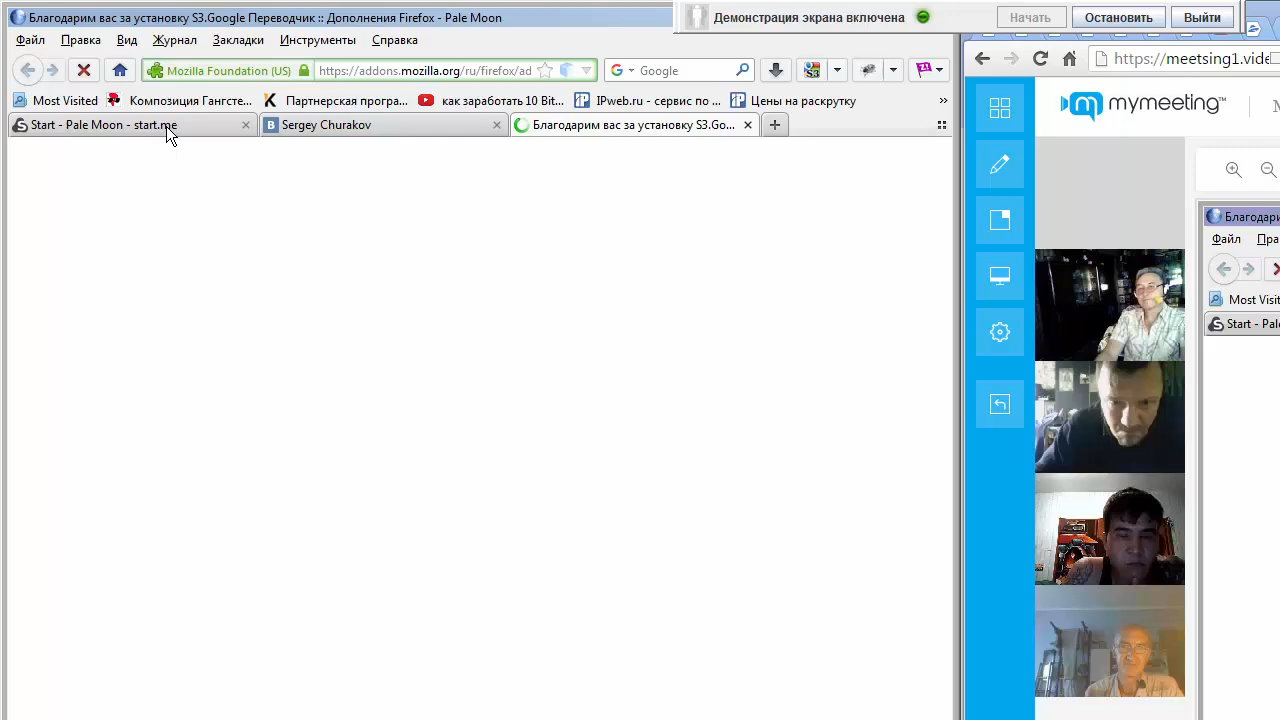 Благодарим вас за установку S3.Google Переводчик :: Дополнения Firefox - Pale Moon
Демонстрация экрана включена
Начать
Остановить
Выйти
Файл Правка Вид Журнал Закладки Инструменты Справка
Mozilla Foundation (US)
https://addons.mozilla.org/ru/firefox/ad
Google
https://meetsing1.vide
Most Visited
Композиция Гангсте...
Партнерская програ...
как заработать 10 Bit...
IPweb.ru - сервис по ...
Цены на раскрутку
»
Start - Pale Moon - start.me
Sergey Churakov
Благодарим вас за установку S3.Go...
mymeeting™
Благодари
Файл Пра
Most Visit
Start - Pal